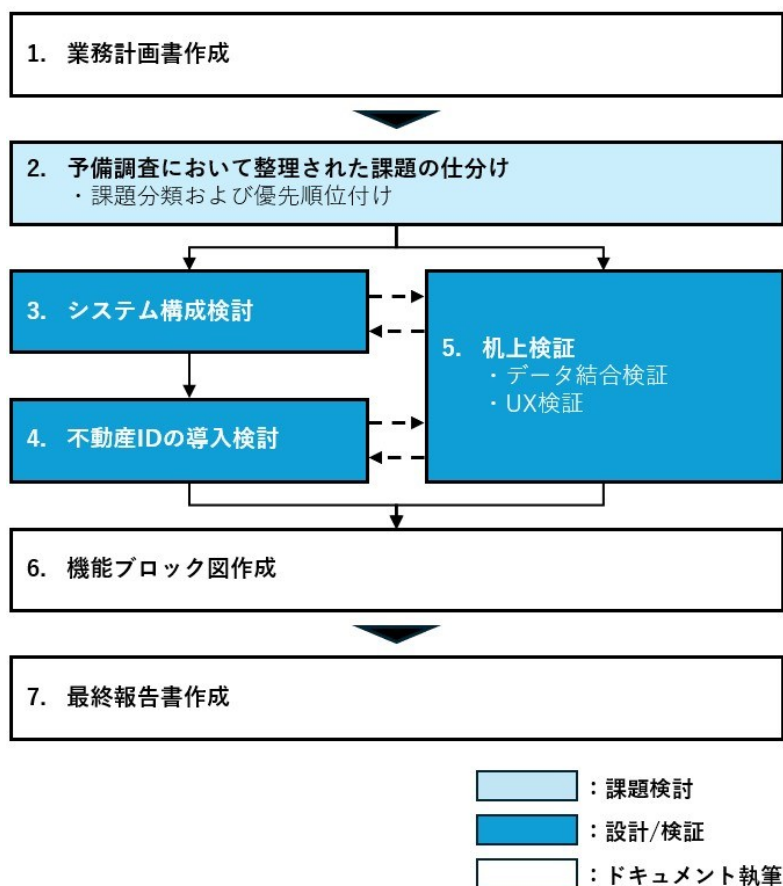 1. 業務計画書作成
2. 予備調査において整理された課題の仕分け
・課題分類および優先順位付け
3. システム構成検討
4. 不動産IDの導入検討
5. 机上検証
・データ結合検証
・UX検証
6. 機能ブロック図作成
7. 最終報告書作成
：課題検討
：設計/検証
：ドキュメント執筆